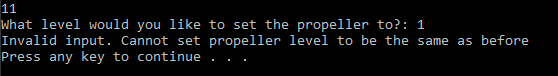 11
What level would you like to set the propeller to?: 1
Invalid input. Cannot set propeller level to be the same as before
Press any key to continue . . .